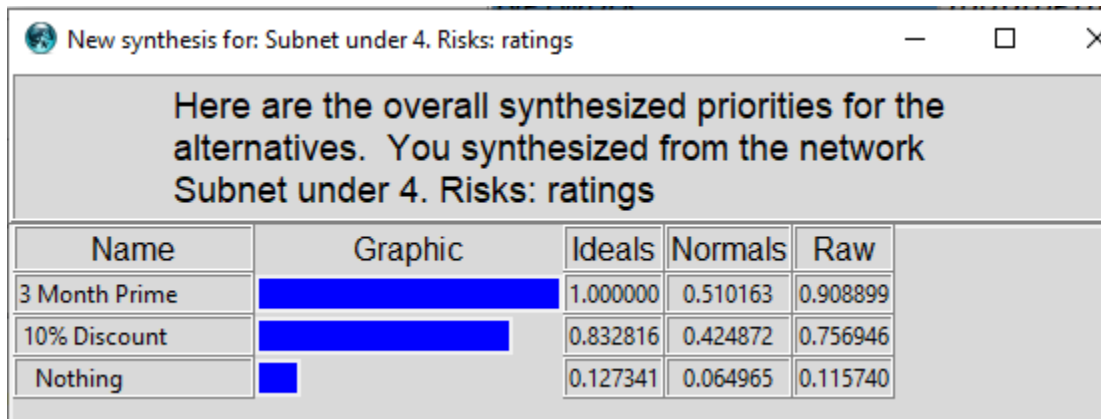 New synthesis for: Subnet under 4. Risks: ratings
Here are the overall synthesized priorities for the
alternatives. You synthesized from the network
Subnet under 4. Risks: ratings
Name Graphic Ideals Normals Raw
3 Month Prime 1.000000 0.510163 0.908899
10% Discount 0.832816 0.424872 0.756946
Nothing 0.127341 0.064965 0.115740